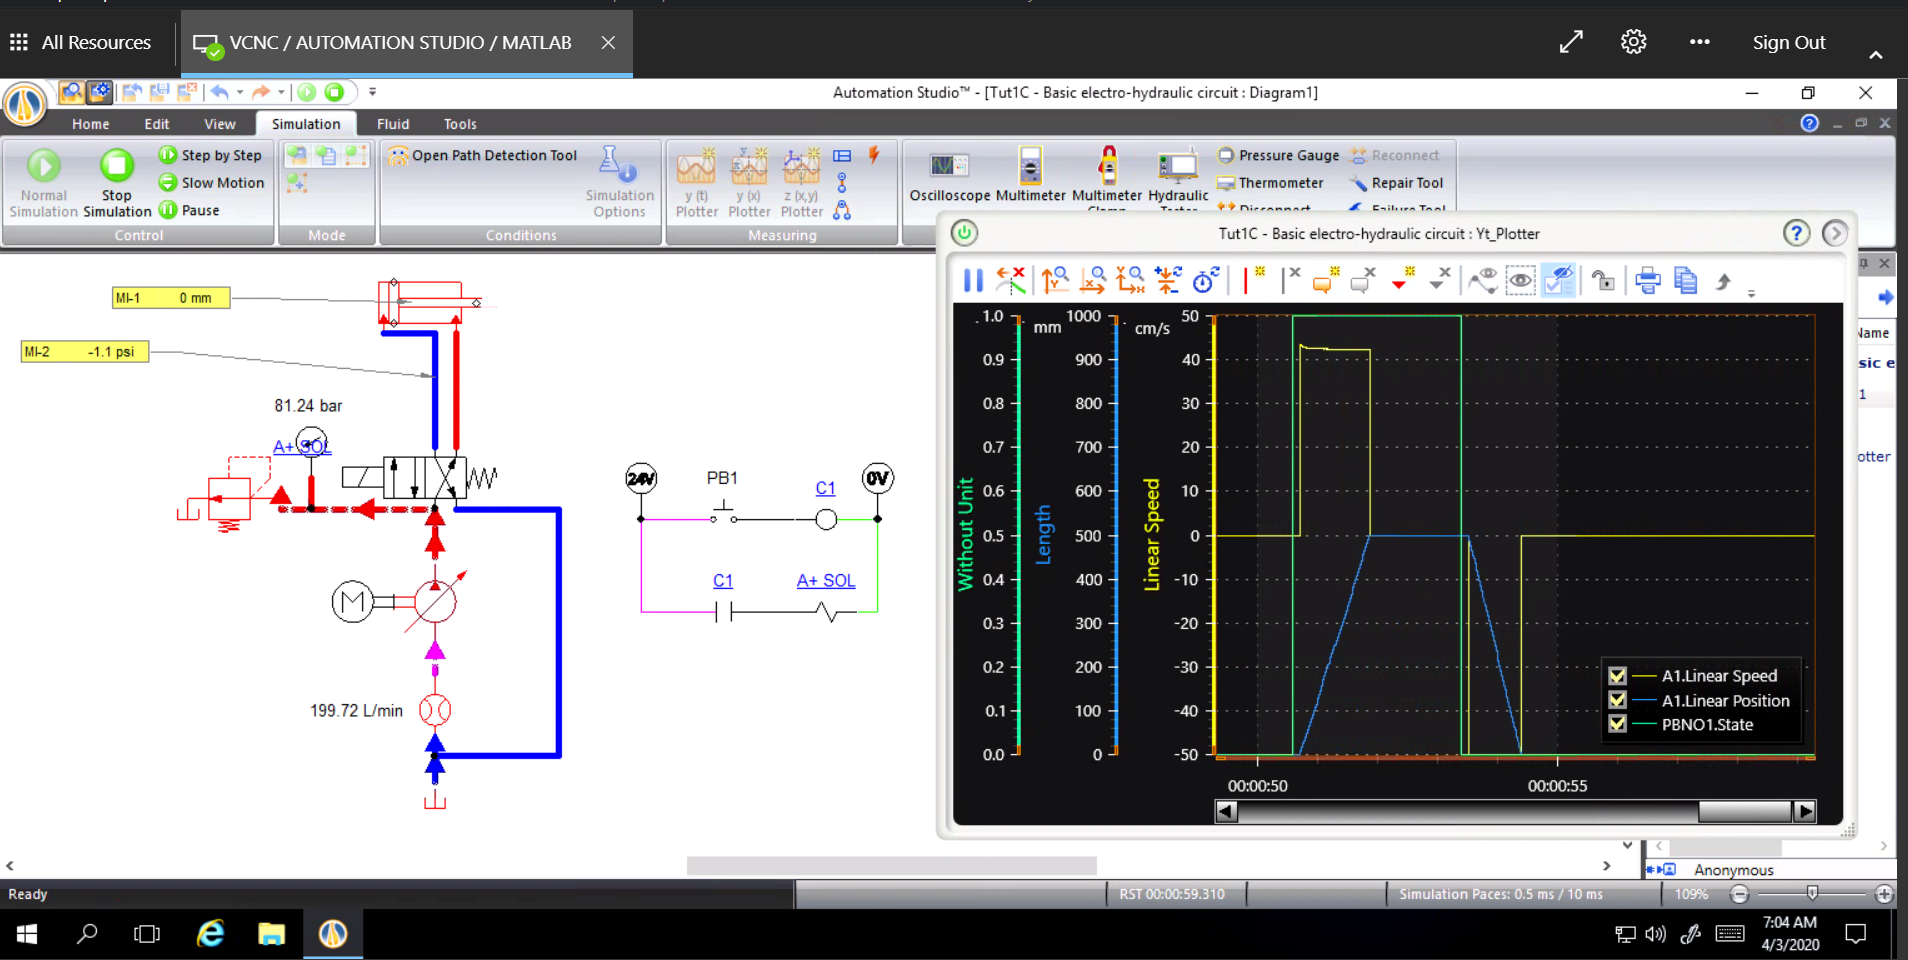 All Resources
VCNC / AUTOMATION STUDIO / MATLAB
Sign Out
Automation Studio™ - [Tut1C - Basic electro-hydraulic circuit : Diagram1]
Home Edit View Simulation Fluid Tools
Normal Simulation
Stop Simulation
Step by Step
Slow Motion
Pause
Control
Mode
Open Path Detection Tool
Simulation Options
Conditions
y (t) Plotter
y (x) Plotter
z (x,y) Plotter
Measuring
Oscilloscope
Multimeter
Multimeter
Hydraulic
Pressure Gauge
Thermometer
Disconnect
Reconnect
Repair Tool
Failure Tool
MI-1 0 mm
MI-2 -1.1 psi
81.24 bar
A+ SOL
M
199.72 L/min
24V
PB1
C1
0V
C1
A+ SOL
Tut1C - Basic electro-hydraulic circuit : Yt_Plotter
1.0 mm 1000 cm/s 50
0.9 900 40
0.8 800 30
0.7 700 20
0.6 600 10
0.5 500 0
0.4 400 -10
0.3 300 -20
0.2 200 -30
0.1 100 -40
0.0 0 -50
Without Unit
Length
Linear Speed
A1.Linear Speed
A1.Linear Position
PBNO1.State
00:00:50 00:00:55
Name
sic e
1
otter
Anonymous
Ready
RST 00:00:59.310
Simulation Paces: 0.5 ms / 10 ms
109%
7:04 AM
4/3/2020